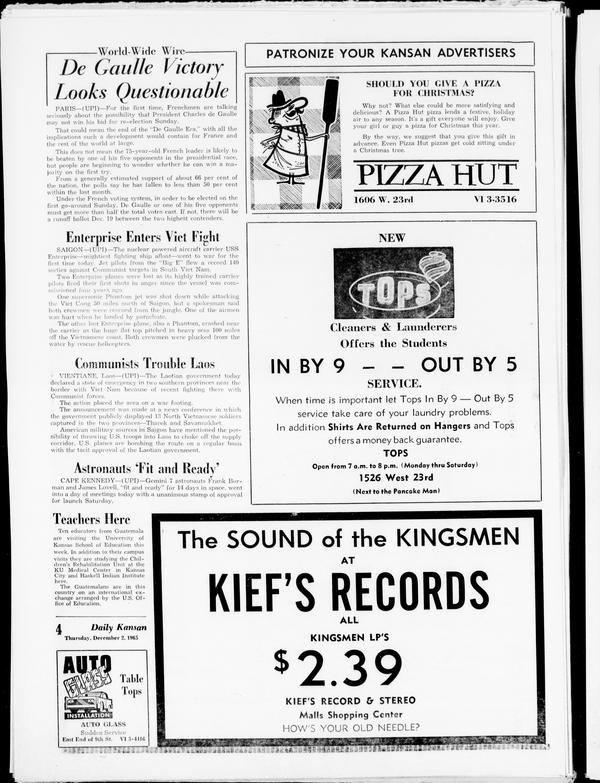 World-Wide Wire
De Gaulle Victory
Looks Questionable
PARIS—(UPI)—For the first time, Frenchmen are talking
seriously about the possibility that President Charles de Gaulle
may not win his bid for re-election Sunday.
That could mean the end of the "De Gaulle Era," with all the
implications such a development would contain for France and
the rest of the world at large.
This does not mean the 75-year-old French leader is likely to
be beaten by one of his five opponents in the presidential race,
but people are beginning to wonder whether he can win a ma-
jority on the first try.
From a generally estimated support of about 66 per cent of
the nation, the polls say he has fallen to less than 50 per cent
within the last month.
Under the French voting system, in order to be elected on the
first go-around Sunday, De Gaulle or one of his five opponents
must get more than half the total votes cast. If not, there will be
a runoff ballot Dec. 19 between the two highest contenders.
Enterprise Enters Viet Fight
SAIGON—(UPI)—The nuclear powered aircraft carrier USS
Enterprise—mightiest fighting ship afloat—went to war for the
first time today. Jet pilots from the "Big E" flew a record 140
sorties against Communist targets in South Viet Nam.
Two Enterprise planes were lost as its highly trained carrier
pilots fired their first shots in anger since the vessel was com-
missioned four years ago.
One supersonic Phantom jet was shot down while attacking
the Viet Cong 50 miles north of Saigon, but a spokesman said
both crewmen were rescued from the jungle. One of the airmen
was hurt when he landed by parachute.
The other lost Enterprise plane, also a Phantom, crashed near
the carrier as the huge flat top pitched in heavy seas 100 miles
off the Vietnamese coast. Both crewmen were plucked from the
water by rescue helicopters.
Communists Trouble Laos
VIENTIANE, Laos—(UPI)—The Laotian government today
declared a state of emergency in two southern provinces near the
border with Viet Nam because of recent fighting there with
Communist forces.
The action placed the area on a war footing.
The announcement was made at a news conference in which
the government publicly displayed 13 North Vietnamese soldiers
captured in the two provinces—Thakek and Savannakhet.
American military sources in Saigon have mentioned the pos-
sibility of throwing U.S. troops into Laos to choke off the supply
corridor. U.S. planes are bombing the route on a regular basis
with the tacit approval of the Laotian government.
Astronauts 'Fit and Ready'
CAPE KENNEDY—(UPI)—Gemini 7 astronauts Frank Bor-
man and James Lovell, "fit and ready" for 14 days in space, went
into a day of meetings today with a unanimous stamp of approval
for launch Saturday.
Teachers Here
Ten educators from Guatemala
are visiting the University of
Kansas School of Education this
week. In addition to their campus
visits they are studying the Chil-
dren's Rehabilitation Unit at the
KU Medical Center in Kansas
City and Haskell Indian Institute
here.
The Guatemalans are in this
country on an international ex-
change arranged by the U.S. Of-
fice of Education.
4 Daily Kansan
Thursday, December 2, 1965
AUTO
GLASS
INSTALLATION
Table
Tops
AUTO GLASS
Sudden Service
East End of 9th St. VI 3-4416
PATRONIZE YOUR KANSAN ADVERTISERS
SHOULD YOU GIVE A PIZZA
FOR CHRISTMAS?
Why not? What else could be more satisfying and
delicious? A Pizza Hut pizza lends a festive, holiday
air to any season. It's a gift everyone will enjoy. Give
your girl or guy a pizza for Christmas this year.
By the way, we suggest that you give this gift in
advance. Even Pizza Hut pizzas get cold sitting under
a Christmas tree.
PIZZA HUT
1606 W. 23rd VI 3-3516
NEW
TOPS
Cleaners & Launderers
Offers the Students
IN BY 9 — — OUT BY 5
SERVICE.
When time is important let Tops In By 9 — Out By 5
service take care of your laundry problems.
In addition Shirts Are Returned on Hangers and Tops
offers a money back guarantee.
TOPS
Open from 7 a.m. to 8 p.m. (Monday thru Saturday)
1526 West 23rd
(Next to the Pancake Man)
The SOUND of the KINGSMEN
AT
KIEF'S RECORDS
ALL
KINGSMEN LP'S
$2.39
KIEF'S RECORD & STEREO
Malls Shopping Center
HOW'S YOUR OLD NEEDLE?